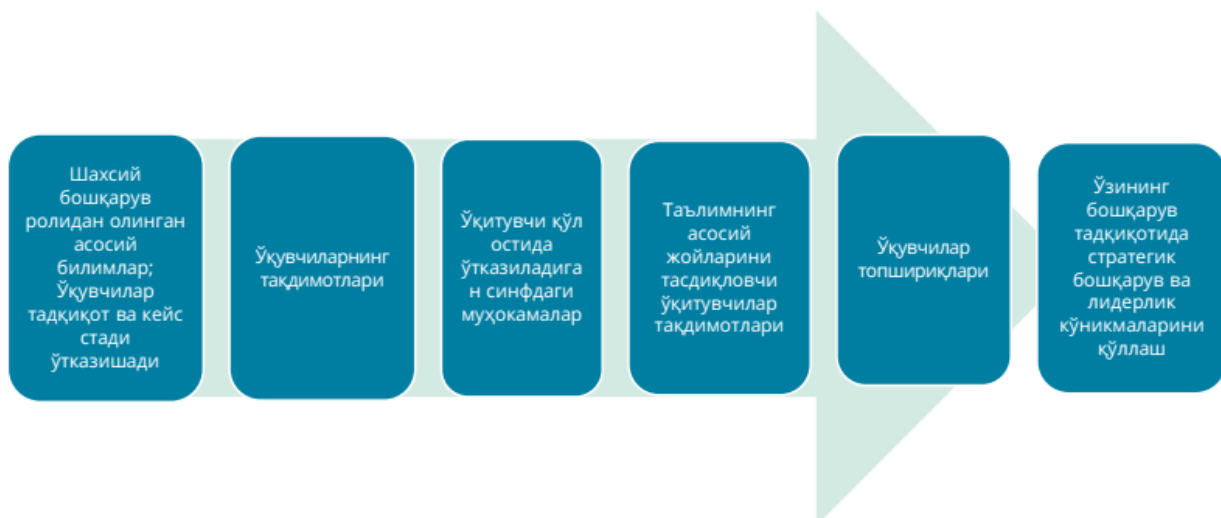 Шахсий
бошқарув
ролидан олинган
асосий
билимлар;
Ўқувчилар
тадқиқот ва кейс
стади
ўтказишади
Ўқувчиларнинг
тақдимотлари
Ўқитувчи қўл
остида
ўтказиладига
н синфдаги
муҳокамалар
Таълимнинг
асосий
жойларини
тасдиқловчи
ўқитувчилар
тақдимотлари
Ўқувчилар
топшириқлари
Ўзининг
бошқарув
тадқиқотида
стратегик
бошқарув ва
лидерлик
кўникмаларини
қўллаш